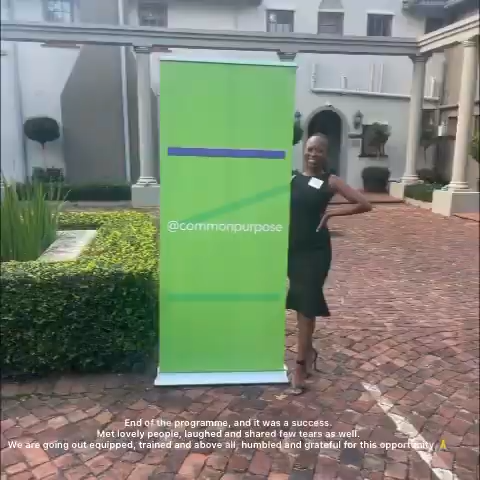 @commonpurpose
End of the programme, and it was a success.
Met lovely people, laughed and shared few tears as well.
We are going out equipped, trained and above all, humbled and grateful for this opportunity 🙏